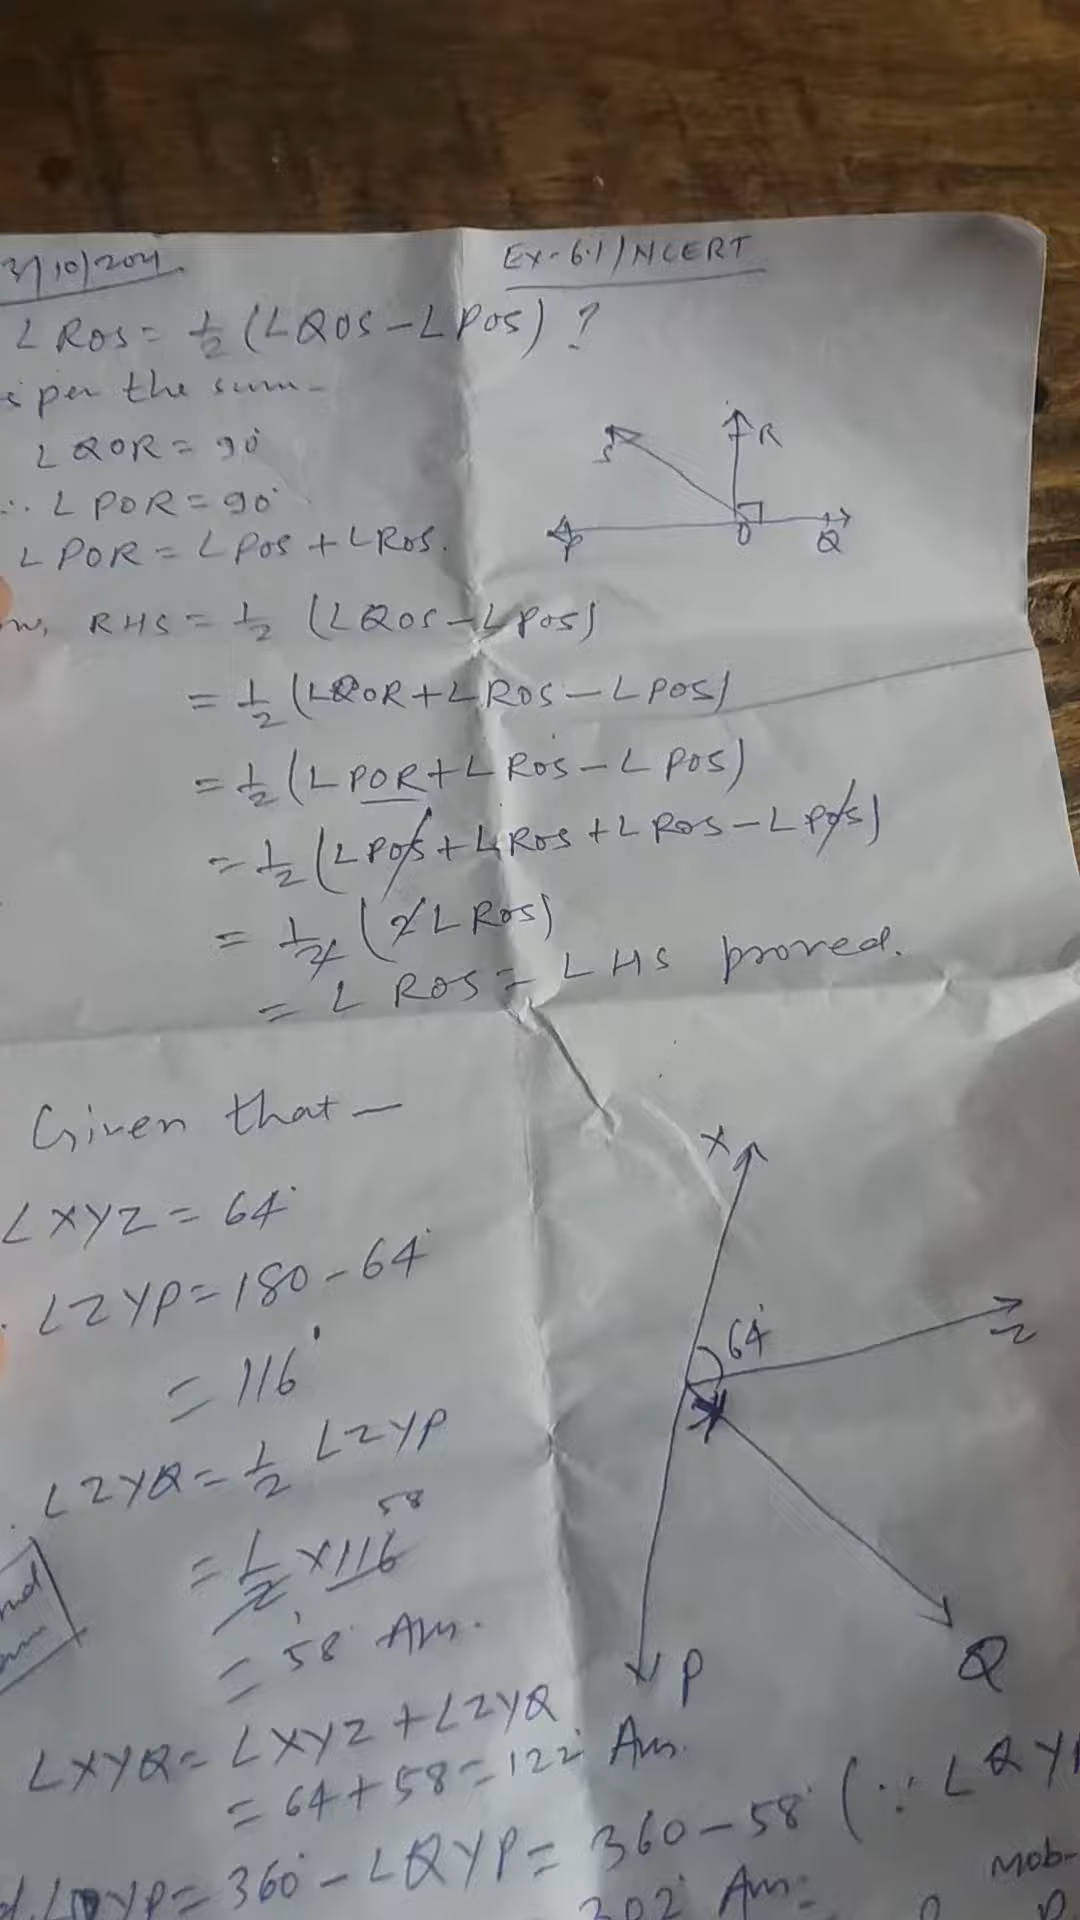 3/10/2011 Ex-6.1/NCERT
∠ROS = 1/2 (∠QOS - ∠POS) ?
per the sum-
∠QOR = 90°
∴ ∠POR = 90°
∠POR = ∠POS + ∠ROS.
S R
P O Q
RHS = 1/2 (∠QOS - ∠POS)
= 1/2 (∠QOR + ∠ROS - ∠POS)
= 1/2 (∠POR + ∠ROS - ∠POS)
= 1/2 (∠POS + ∠ROS + ∠ROS - ∠POS)
= 1/2 (2∠ROS)
= ∠ROS = LHS proved.
Given that —
X
∠XYZ = 64°
∠ZYP = 180 - 64°
= 116°
64°
Z
Y
∠ZYQ = 1/2 ∠ZYP
58
= 1/2 × 116
= 58° Ans.
P Q
∠XYQ = ∠XYZ + ∠ZYQ
= 64 + 58 = 122° Ans.
YP = 360° - ∠QYP = 360 - 58° (∵ ∠QYP
302° Ans. Mob-